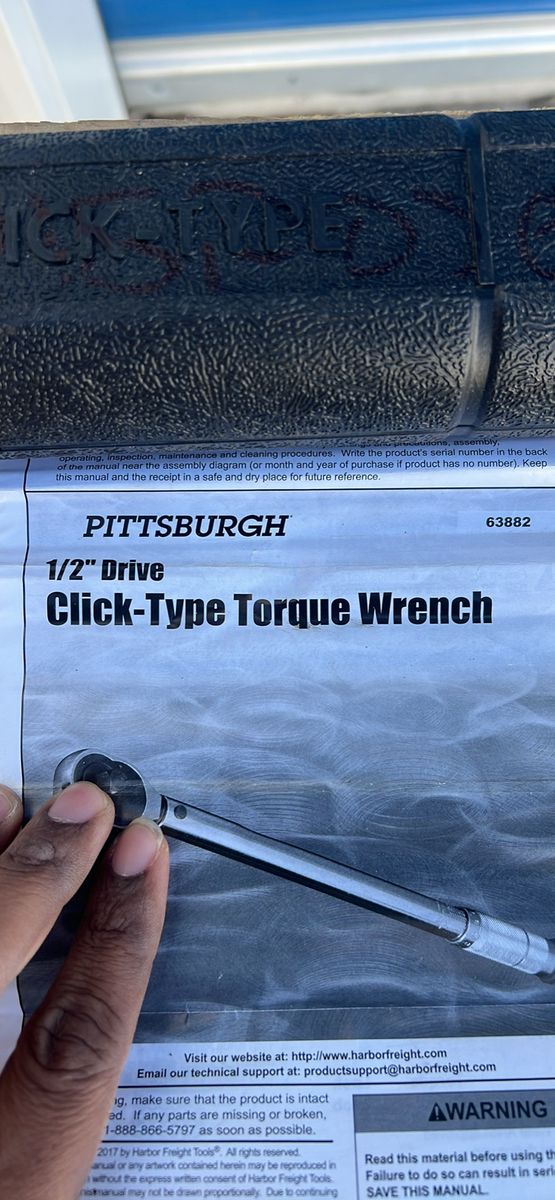 ICK-TYPE
precautions, assembly,
operating, inspection, maintenance and cleaning procedures. Write the product's serial number in the back
of the manual near the assembly diagram (or month and year of purchase if product has no number). Keep
this manual and the receipt in a safe and dry place for future reference.
PITTSBURGH
63882
1/2" Drive
Click-Type Torque Wrench
Visit our website at: http://www.harborfreight.com
Email our technical support at: productsupport@harborfreight.com
ng, make sure that the product is intact
ed. If any parts are missing or broken,
1-888-866-5797 as soon as possible.
2017 by Harbor Freight Tools®. All rights reserved.
anual or any artwork contained herein may be reproduced in
without the express written consent of Harbor Freight Tools.
manual may not be drawn proportionally. Due to continuing
⚠WARNING
Read this material before using th
Failure to do so can result in seri
SAVE THIS MANUAL.